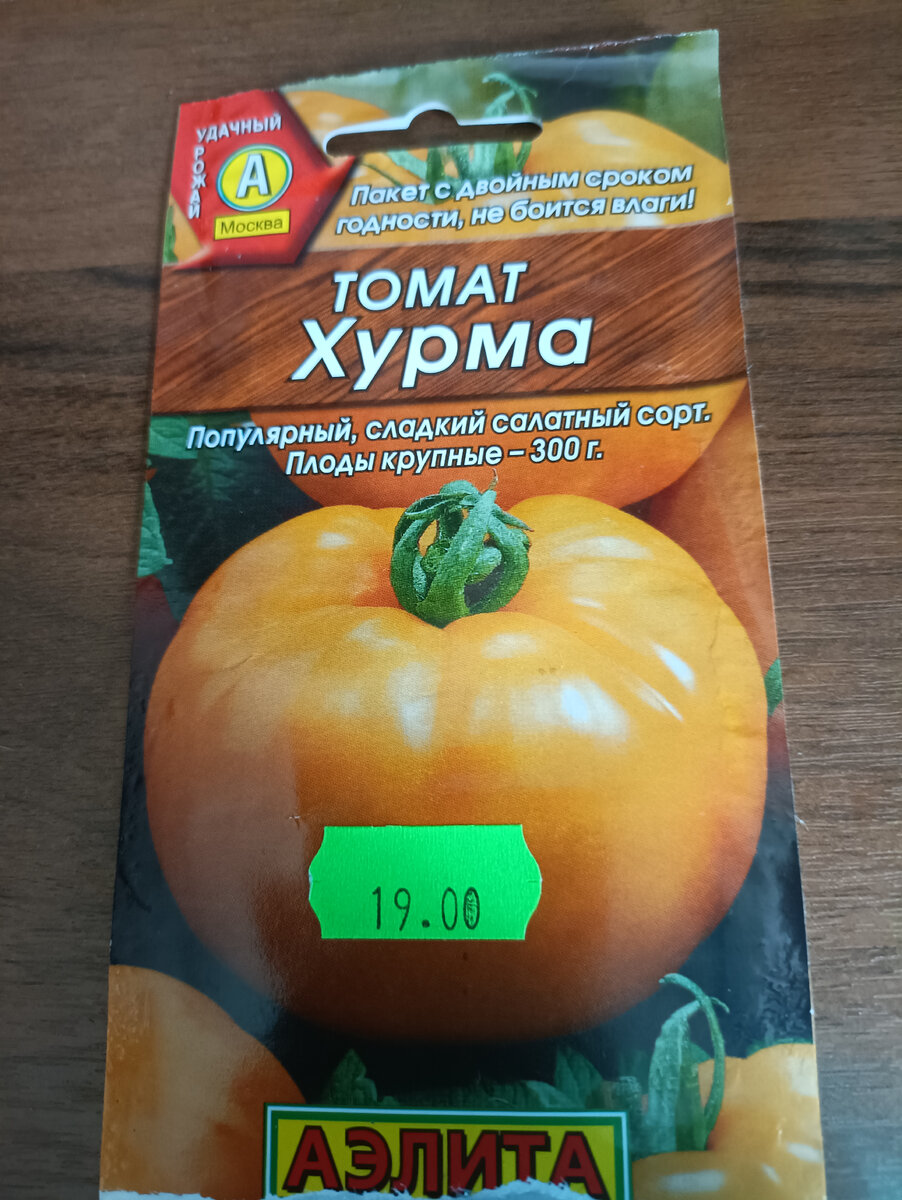 УДАЧНЫЙ
УРОЖАЙ
А
Москва
Пакет с двойным сроком
годности, не боится влаги!
ТОМАТ
Хурма
Популярный, сладкий салатный сорт.
Плоды крупные – 300 г.
19.00
АЭЛИТА